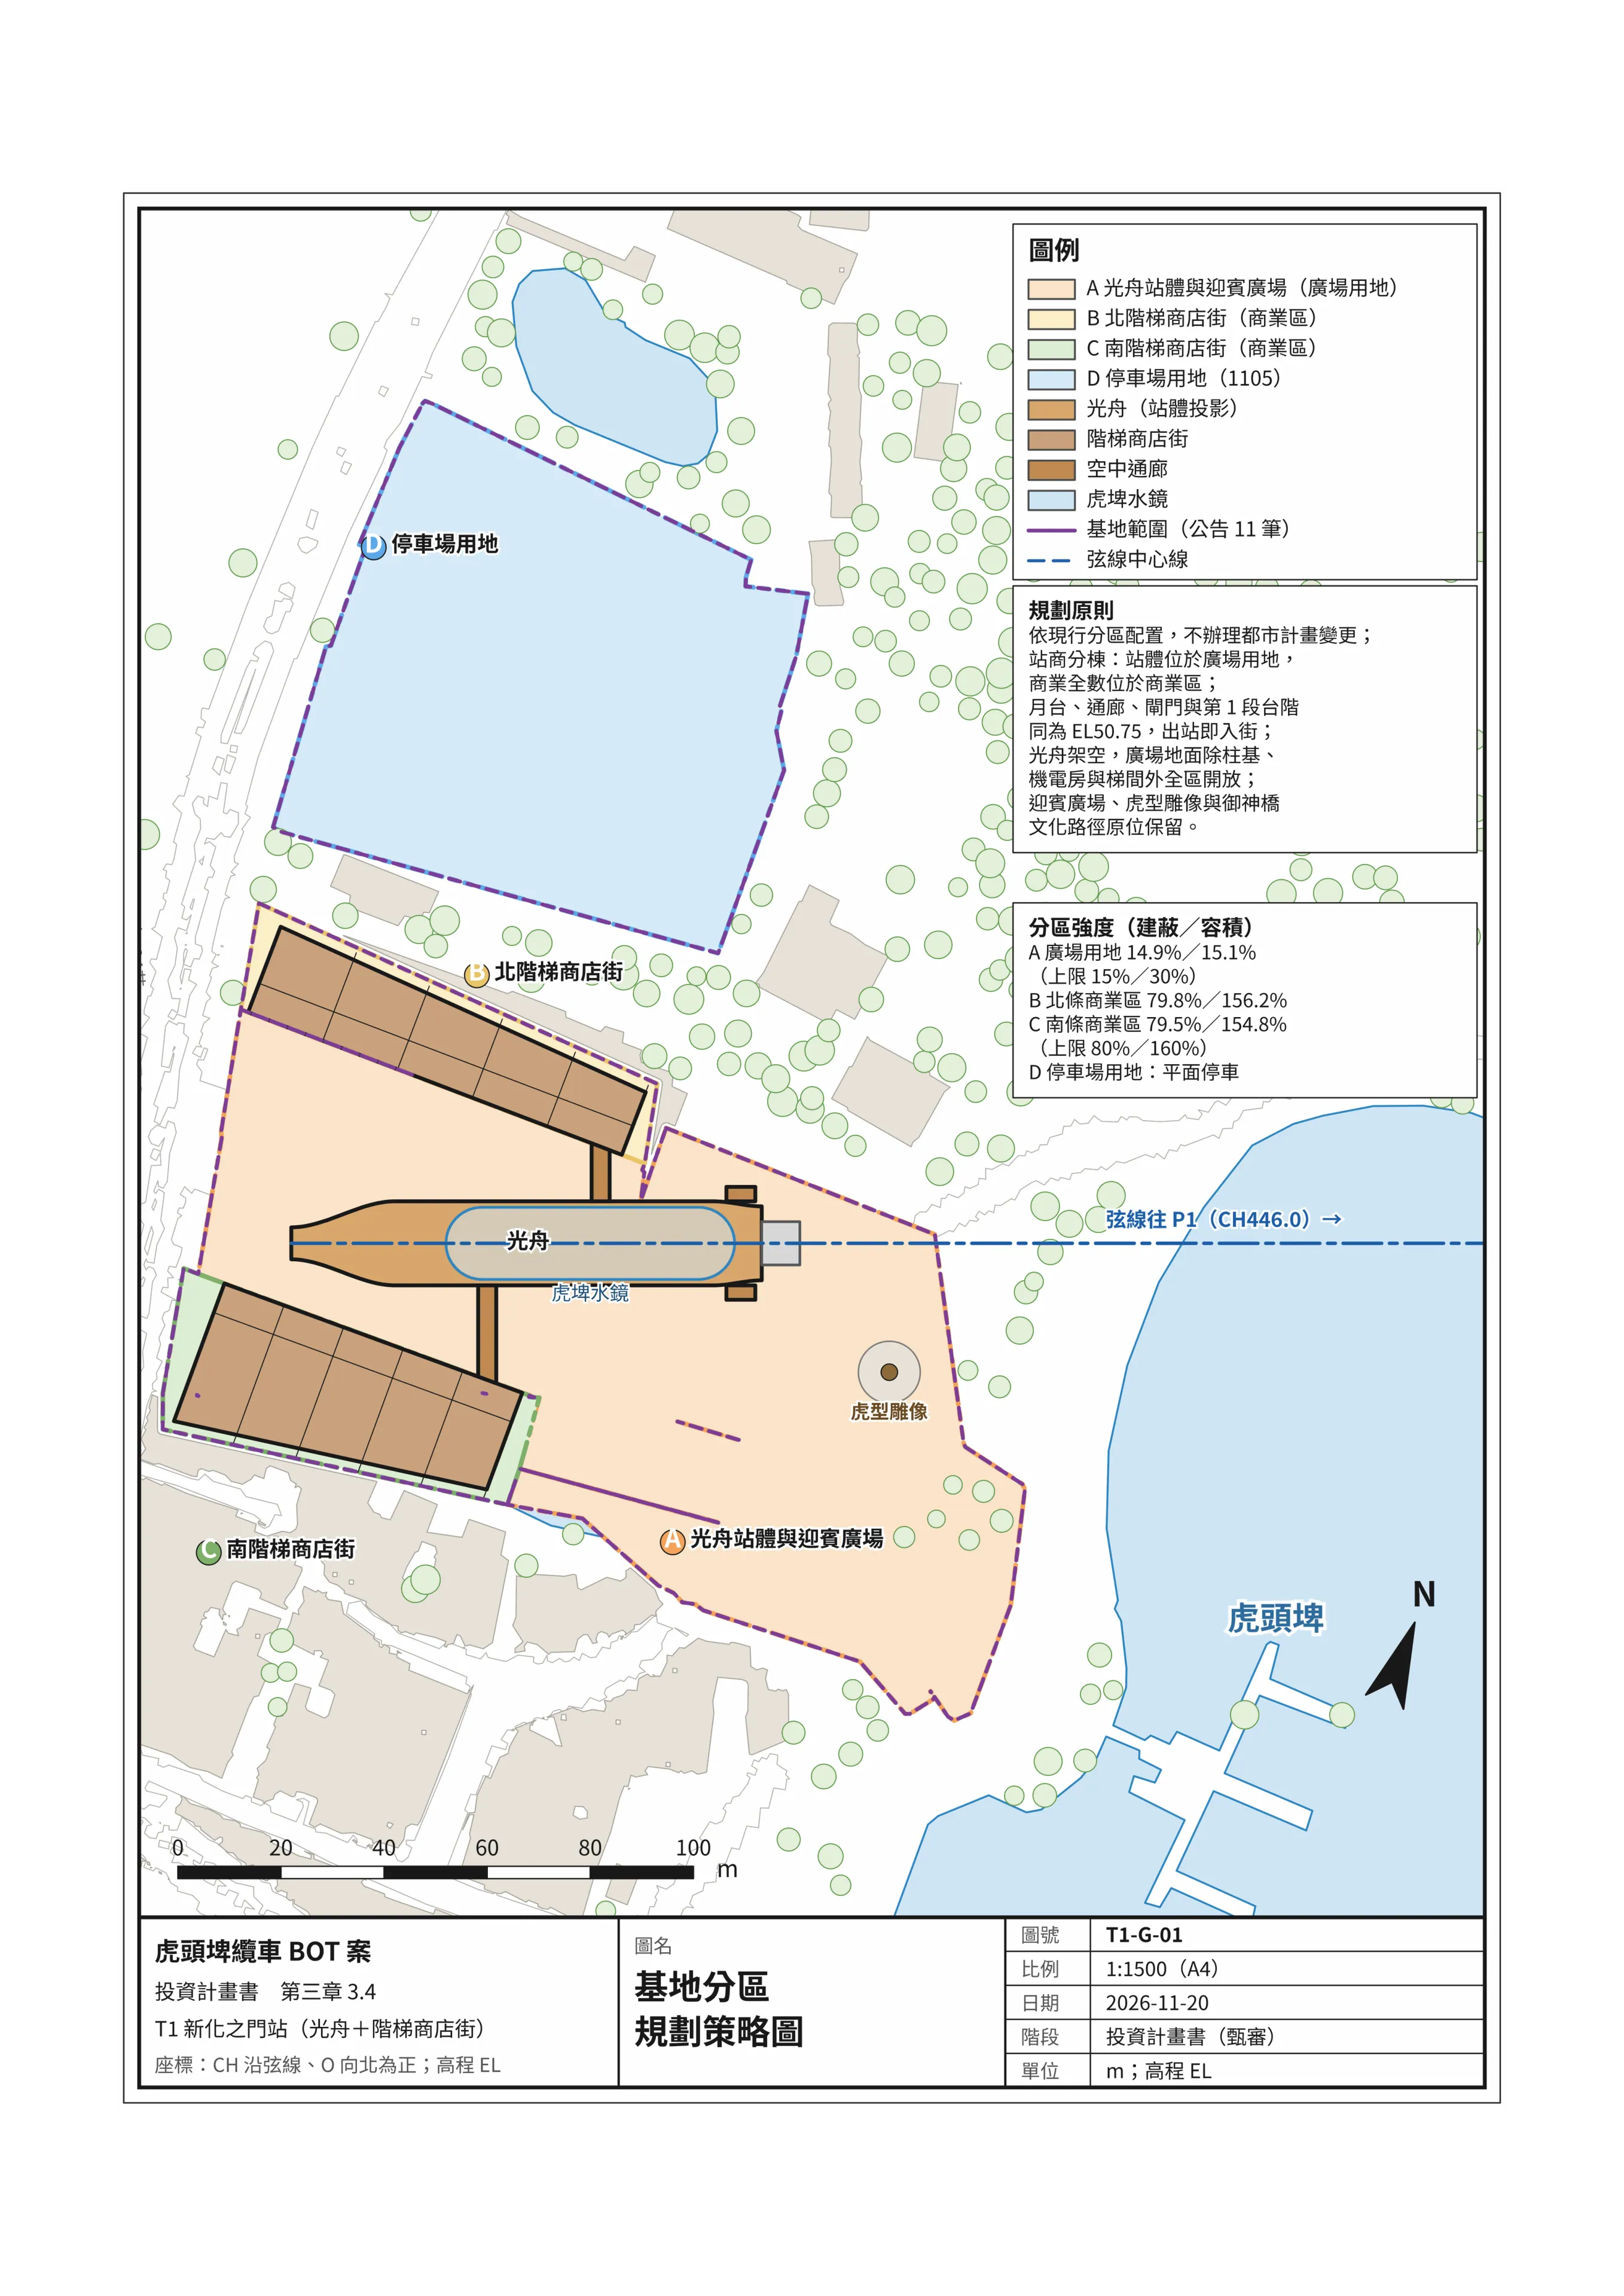 圖例
A 光舟站體與迎賓廣場（廣場用地）
B 北階梯商店街（商業區）
C 南階梯商店街（商業區）
D 停車場用地（1105）
光舟（站體投影）
階梯商店街
空中通廊
虎埤水鏡
基地範圍（公告 11 筆）
弦線中心線
規劃原則
依現行分區配置，不辦理都市計畫變更；
站商分棟：站體位於廣場用地，
商業全數位於商業區；
月台、通廊、閘門與第 1 段台階
同為 EL50.75，出站即入街；
光舟架空，廣場地面除柱基、
機電房與梯間外全區開放；
迎賓廣場、虎型雕像與御神橋
文化路徑原位保留。
分區強度（建蔽／容積）
A 廣場用地 14.9%／15.1%
（上限 15%／30%）
B 北條商業區 79.8%／156.2%
C 南條商業區 79.5%／154.8%
（上限 80%／160%）
D 停車場用地：平面停車
D 停車場用地
B 北階梯商店街
弦線往 P1（CH446.0）→
光舟
虎埤水鏡
虎型雕像
A 光舟站體與迎賓廣場
C 南階梯商店街
虎頭埤
N
0 20 40 60 80 100 m
虎頭埤纜車 BOT 案
投資計畫書　第三章 3.4
T1 新化之門站（光舟＋階梯商店街）
座標：CH 沿弦線、O 向北為正；高程 EL
圖名
基地分區
規劃策略圖
圖號 T1-G-01
比例 1:1500（A4）
日期 2026-11-20
階段 投資計畫書（甄審）
單位 m；高程 EL